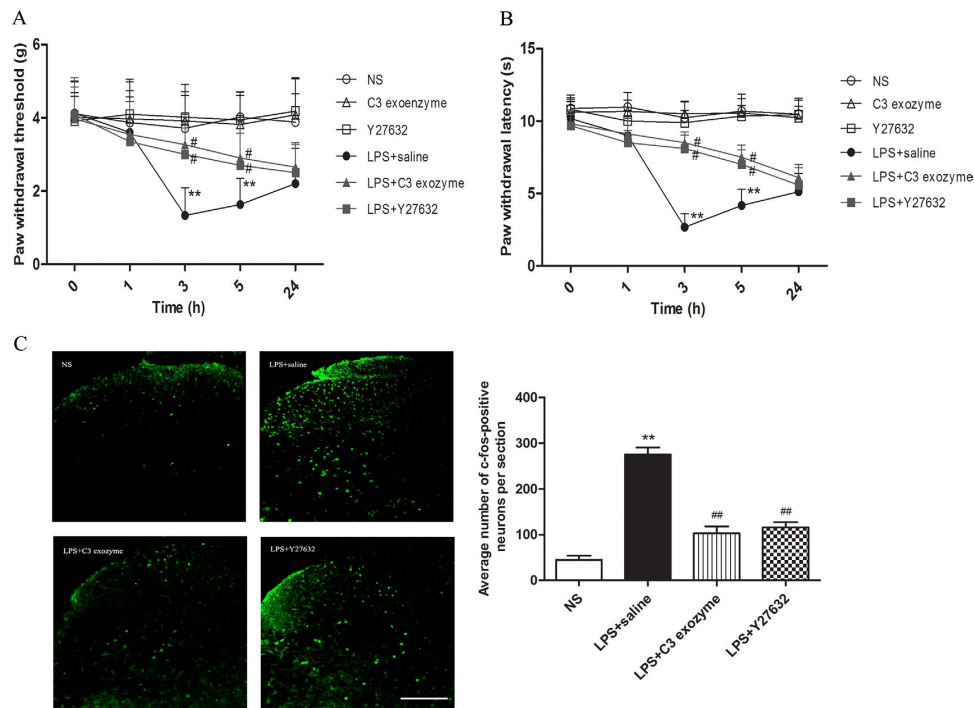 A
Paw withdrawal threshold (g)
6
4
2
0
0
1
3
5
24
Time (h)
**
**
#
#
#
#
NS
C3 exoenzyme
Y27632
LPS+saline
LPS+C3 exozyme
LPS+Y27632
B
Paw withdrawal latency (s)
15
10
5
0
0
1
3
5
24
Time (h)
**
**
#
#
#
#
NS
C3 exozyme
Y27632
LPS+saline
LPS+C3 exozyme
LPS+Y27632
C
NS
LPS+saline
LPS+C3 exozyme
LPS+Y27632
Average number of c-fos-positive
neurons per section
400
300
200
100
0
**
##
##
NS
LPS+saline
LPS+C3 exozyme
LPS+Y27632